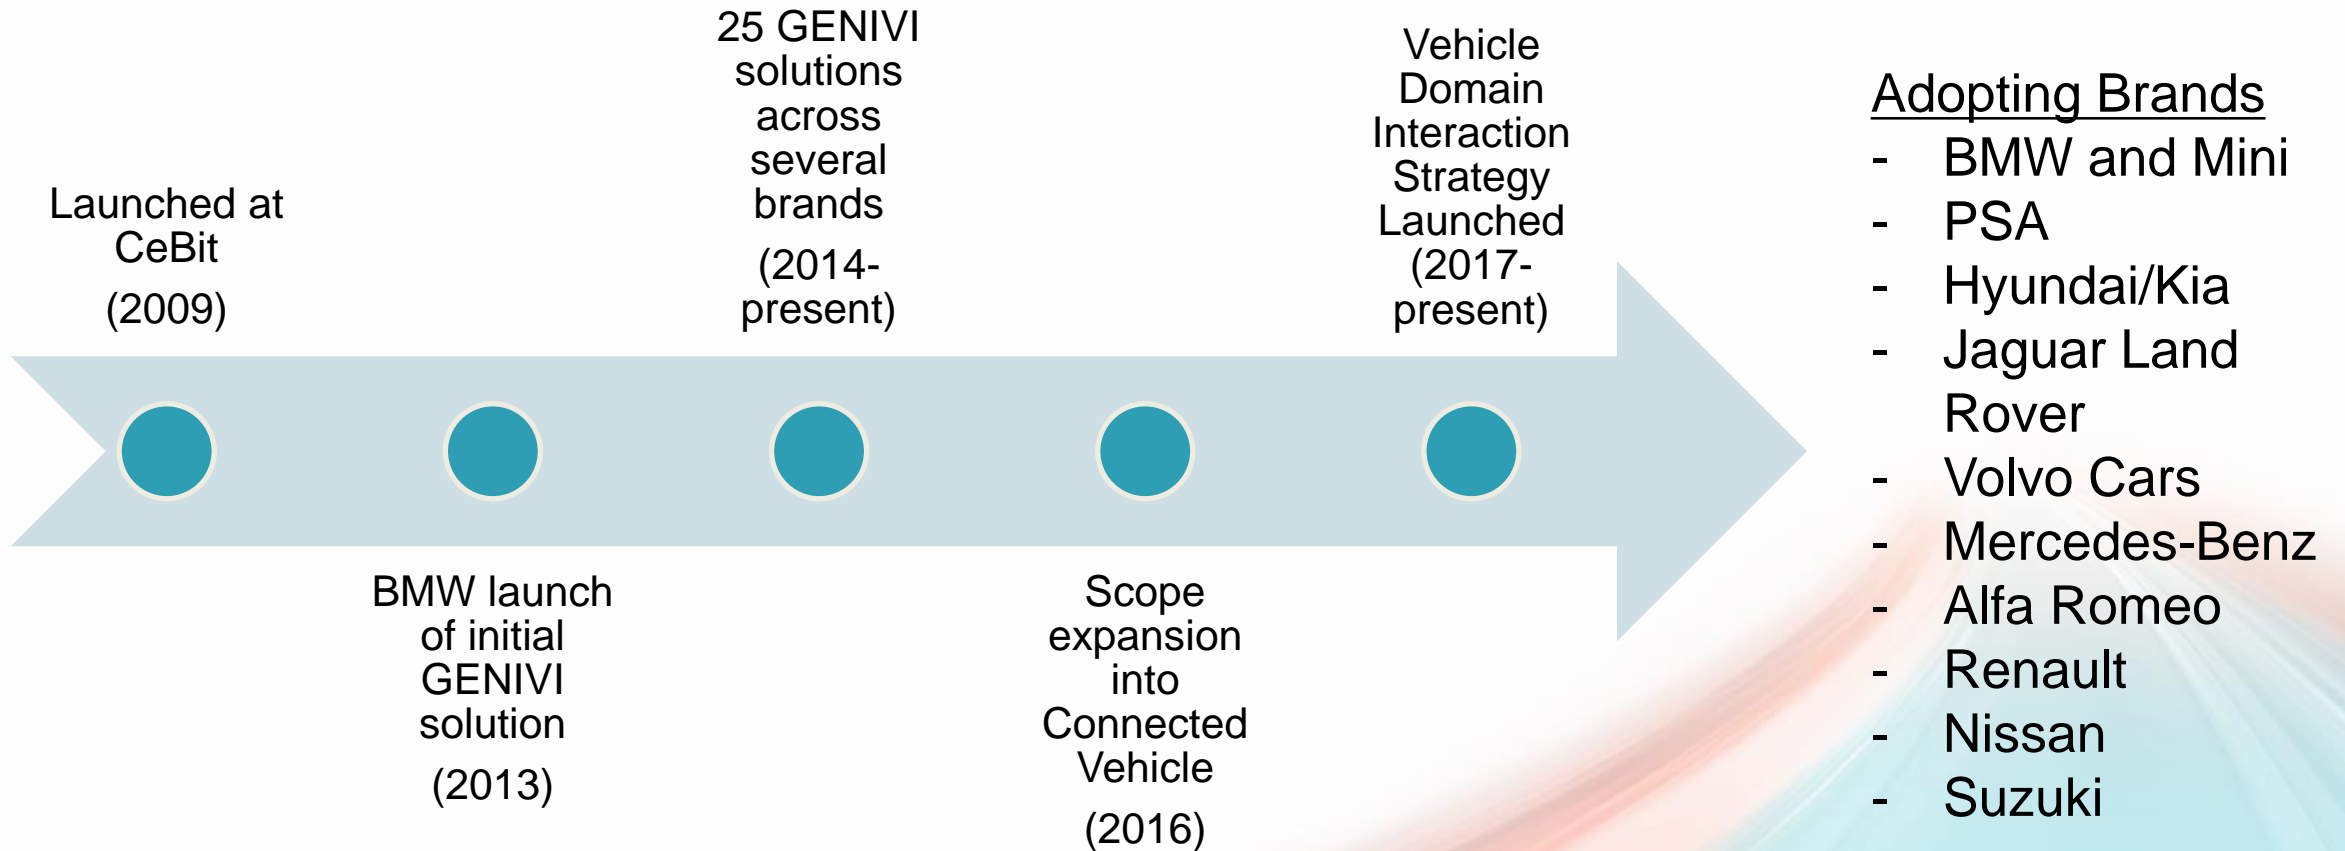 Launched at
CeBit
(2009)
BMW launch
of initial
GENIVI
solution
(2013)
25 GENIVI
solutions
across
several
brands
(2014-
present)
Scope
expansion
into
Connected
Vehicle
(2016)
Vehicle
Domain
Interaction
Strategy
Launched
(2017-
present)
Adopting Brands
- BMW and Mini
- PSA
- Hyundai/Kia
- Jaguar Land
Rover
- Volvo Cars
- Mercedes-Benz
- Alfa Romeo
- Renault
- Nissan
- Suzuki